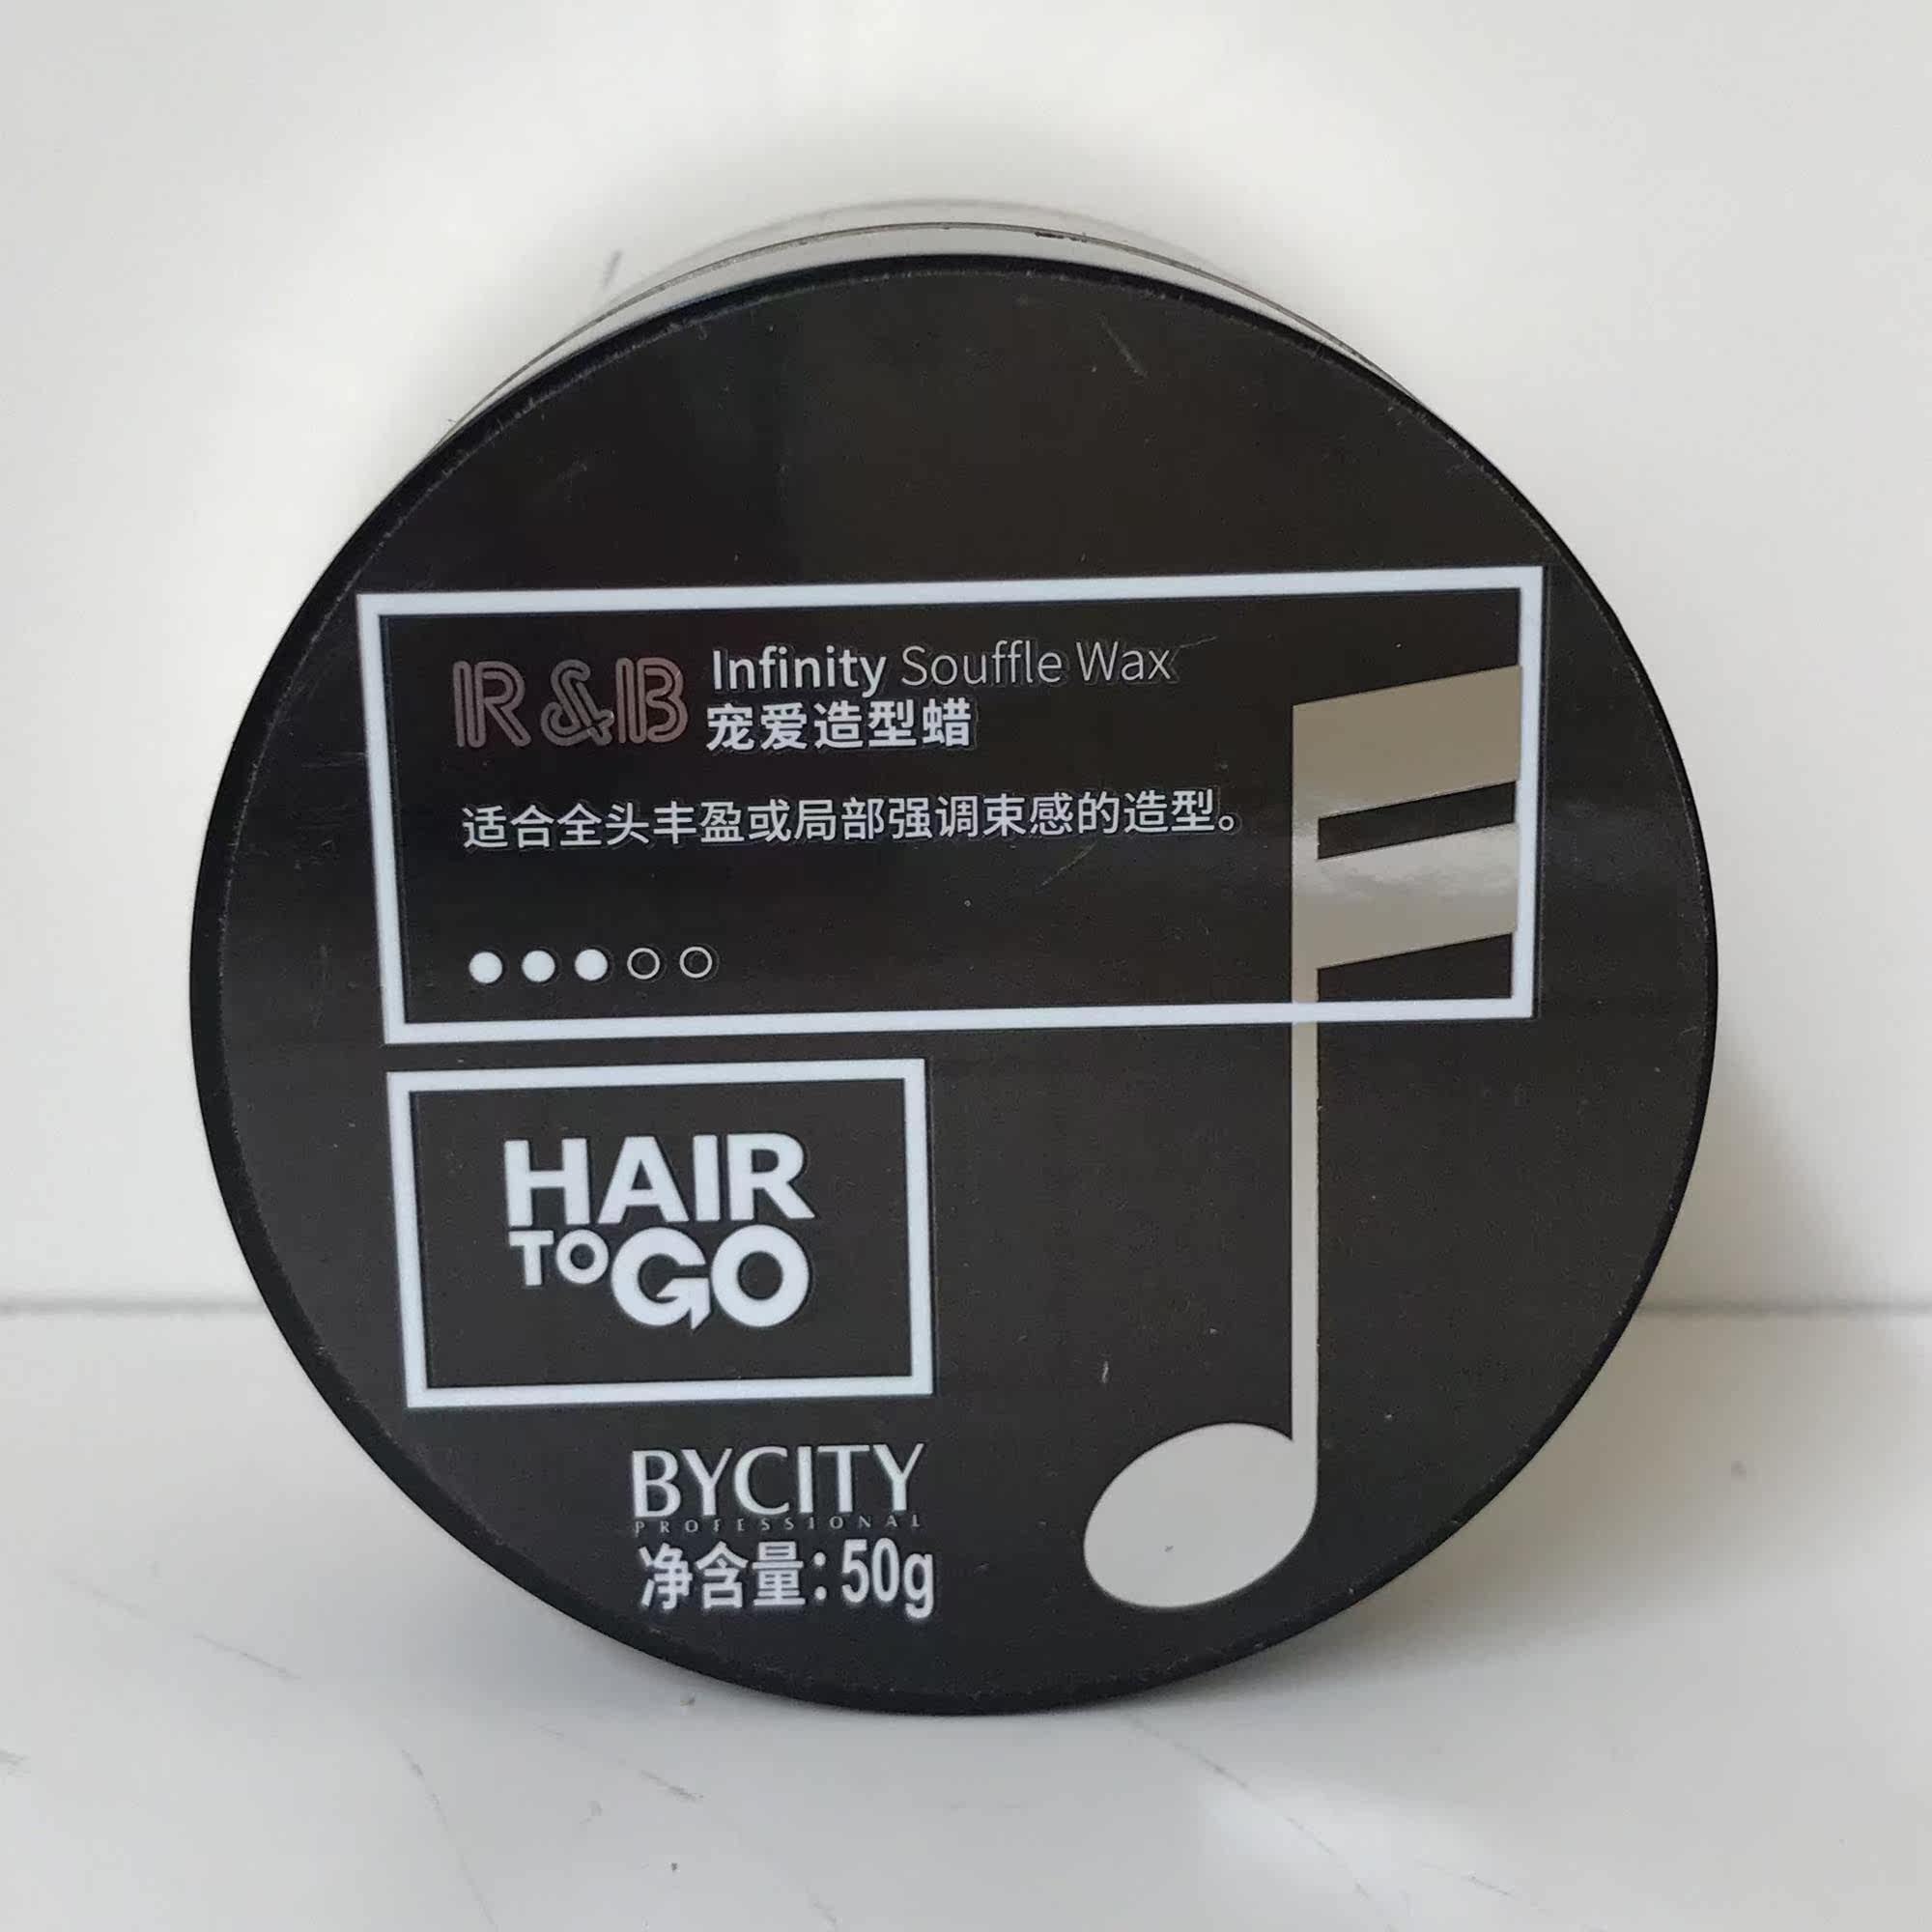 R&B Infinity Souffle Wax
宠爱造型蜡
适合全头丰盈或局部强调束感的造型。
HAIR
TO GO
BYCITY
PROFESSIONAL
净含量:50g